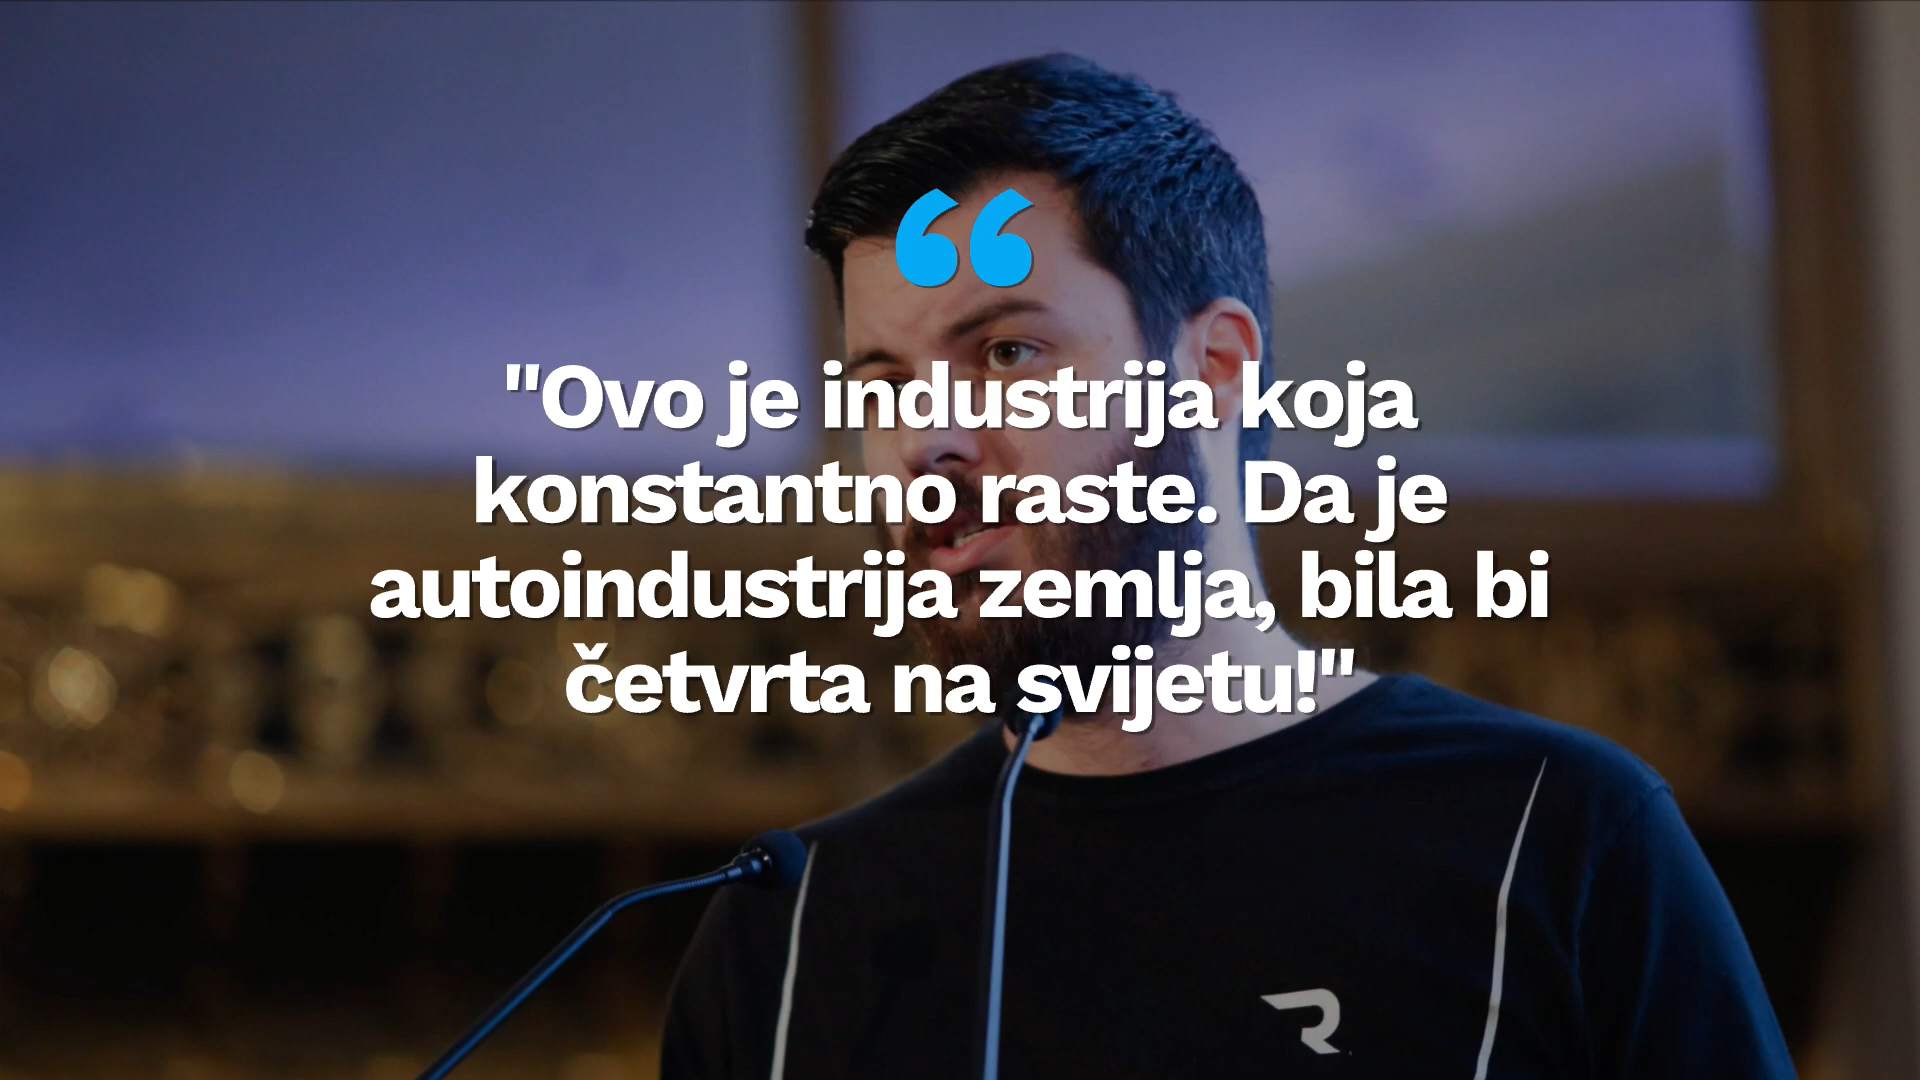 "Ovo je industrija koja
konstantno raste. Da je
autoindustrija zemlja, bila bi
četvrta na svijetu!"